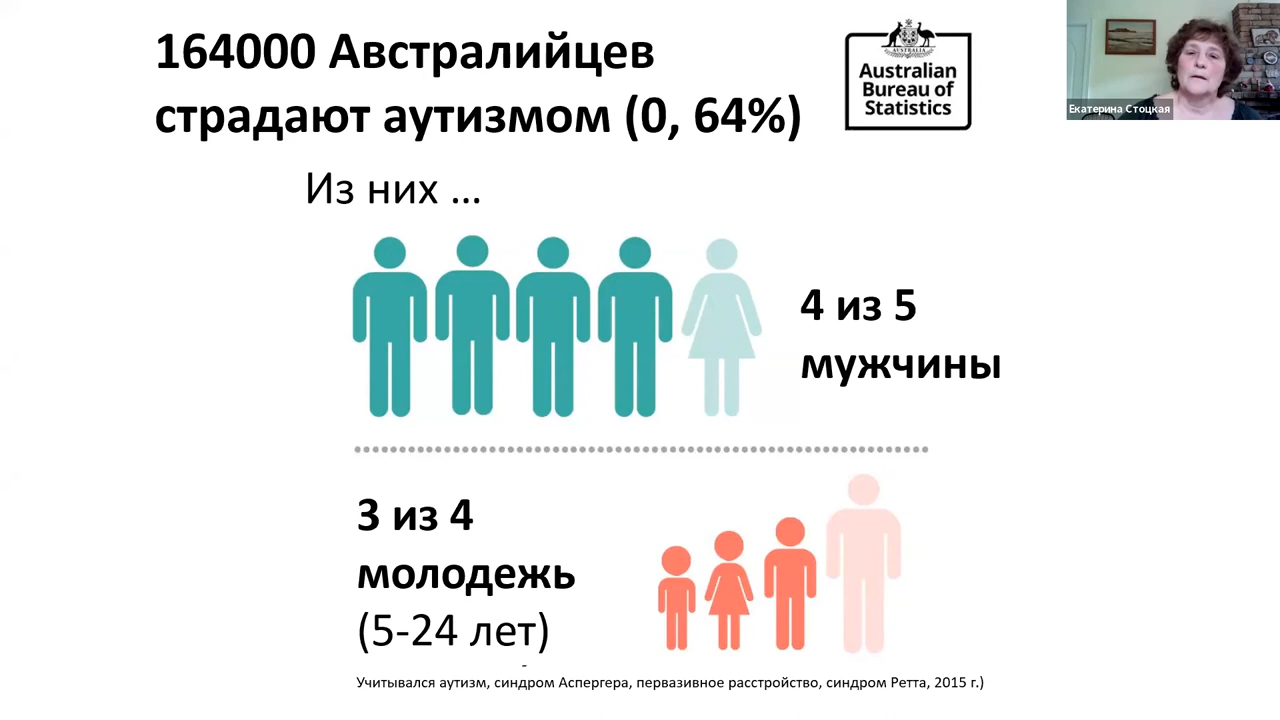 164000 Австралийцев
страдают аутизмом (0, 64%)
AUSTRALIA
Australian
Bureau of
Statistics
Екатерина Стоцкая
Из них ...
4 из 5
мужчины
3 из 4
молодежь
(5-24 лет)
Учитывался аутизм, синдром Аспергера, первазивное расстройство, синдром Ретта, 2015 г.)